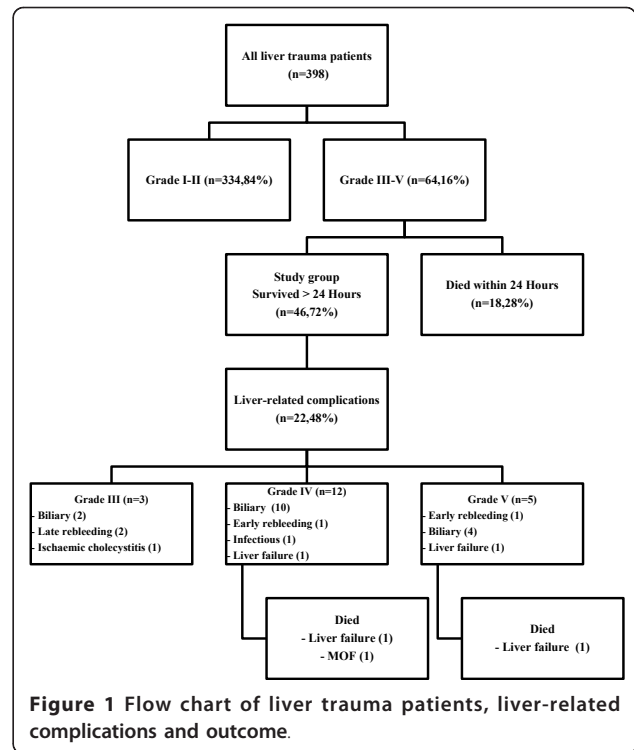 All liver trauma patients
(n=398)
Grade I-II (n=334,84%)
Grade III-V (n=64,16%)
Study group
Survived > 24 Hours
(n=46,72%)
Died within 24 Hours
(n=18,28%)
Liver-related complications
(n=22,48%)
Grade III (n=3)
- Biliary (2)
- Late rebleeding (2)
- Ischaemic cholecystitis (1)
Grade IV (n=12)
- Biliary (10)
- Early rebleeding (1)
- Infectious (1)
- Liver failure (1)
Grade V (n=5)
- Early rebleeding (1)
- Biliary (4)
- Liver failure (1)
Died
- Liver failure (1)
- MOF (1)
Died
- Liver failure (1)
Figure 1 Flow chart of liver trauma patients, liver-related
complications and outcome.